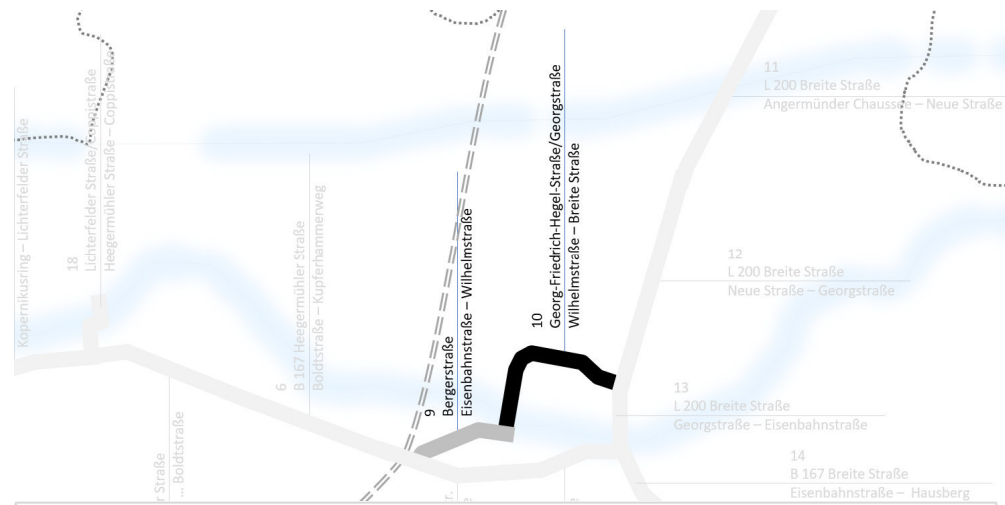 Kopernikusring – Lichterfelder Straße
18
Lichterfelder Straße/Coppistraße
Heegermühler Straße – Coppistraße
6
B 167 Heegermühler Straße
Boldtstraße – Kupferhammerweg
9
Bergerstraße
Eisenbahnstraße – Wilhelmstraße
10
Georg-Friedrich-Hegel-Straße/Georgstraße
Wilhelmstraße – Breite Straße
11
L 200 Breite Straße
Angermünder Chaussee – Neue Straße
12
L 200 Breite Straße
Neue Straße – Georgstraße
13
L 200 Breite Straße
Georgstraße – Eisenbahnstraße
14
B 167 Breite Straße
Eisenbahnstraße – Hausberg
Straße
... Boldtstraße